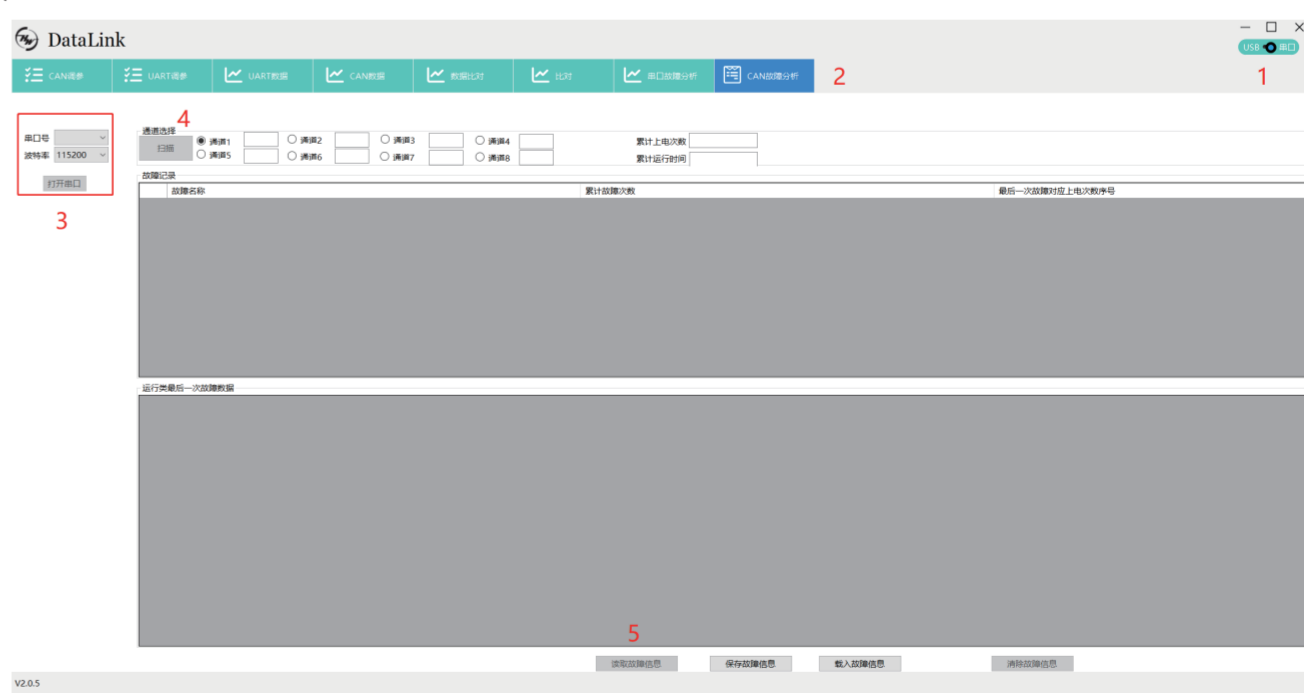 DataLink
USB 串口
CAN调参 UART调参 UART数据 CAN数据 数据比对 比对 串口故障分析 CAN故障分析 2 1
4
串口号
波特率 115200
打开串口
3
通道选择
扫描 通道1 通道2 通道3 通道4 累计上电次数
通道5 通道6 通道7 通道8 累计运行时间
故障记录
故障名称 累计故障次数 最后一次故障对应上电次数序号
运行类最后一次故障数据
5
读取故障信息 保存故障信息 载入故障信息 消除故障信息
V2.0.5